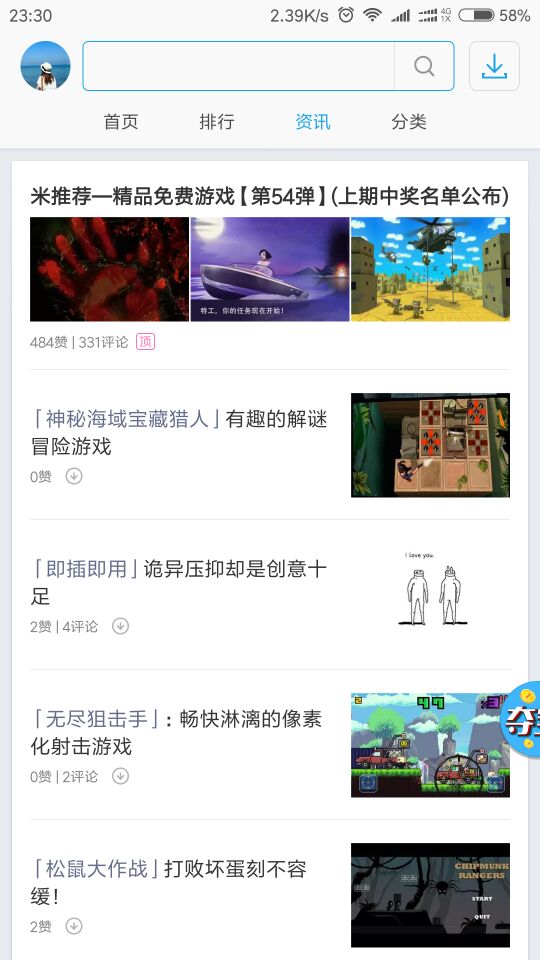 23:30 2.39K/s 4G 1X 58%
首页 排行 资讯 分类
米推荐—精品免费游戏【第54弹】(上期中奖名单公布)
特工，你的任务现在开始！
484赞 | 331评论 顶
「神秘海域宝藏猎人」有趣的解谜
冒险游戏
0赞
「即插即用」诡异压抑却是创意十
足
I love you.
2赞 | 4评论
「无尽狙击手」：畅快淋漓的像素
化射击游戏
0赞 | 2评论
夺
「松鼠大作战」打败坏蛋刻不容
缓！
2赞
CHIPMUNK
RANGERS
START
QUIT